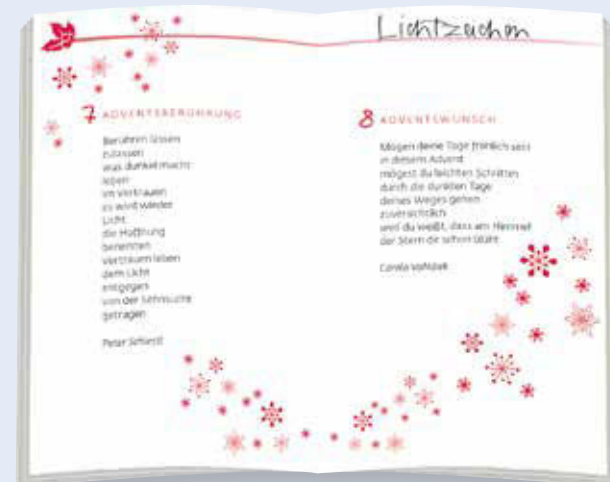 Lichtzeichen
7 ADVENTSBERÜHRUNG
Berühren lassen
zulassen
was dunkel macht
leben
im Vertrauen
es wird wieder
Licht
die Hoffnung
benennen
vertrauen leben
dem Licht
entgegen
von der Sehnsucht
getragen
Peter Schiestl
8 ADVENTSWUNSCH
Mögen deine Tage fröhlich sein
in diesem Advent
mögest du leichten Schrittes
durch die dunklen Tage
deines Weges gehen
zuversichtlich
weil du weißt, dass am Himmel
der Stern dir schon blüht
Carola Vahldiek